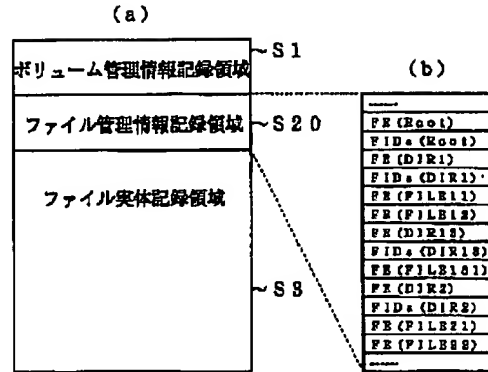 (a)
ボリューム管理情報記録領域
~S1
ファイル管理情報記録領域
~S20
ファイル実体記録領域
~S3
(b)
FE(Root)
FIDs(Root)
FE(DIR1)
FIDs(DIR1)
FE(FILE11)
FE(FILE12)
FE(DIR13)
FIDs(DIR13)
FE(FILE131)
FE(DIR2)
FIDs(DIR2)
FE(FILE21)
FE(FILE22)